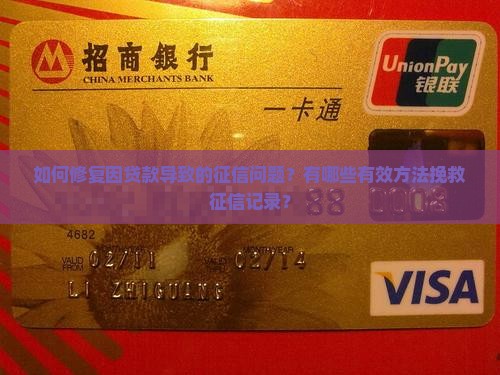 招商银行
CHINA MERCHANTS BANK
UnionPay
银联
一卡通
如何修复因贷款导致的征信问题？有哪些有效方法挽救
征信记录？
4682
MONTH/YEAR MONTH/YEAR
VALID FROM 02/11 VALID THRU 02/14
LI ZHIGUANG
VISA